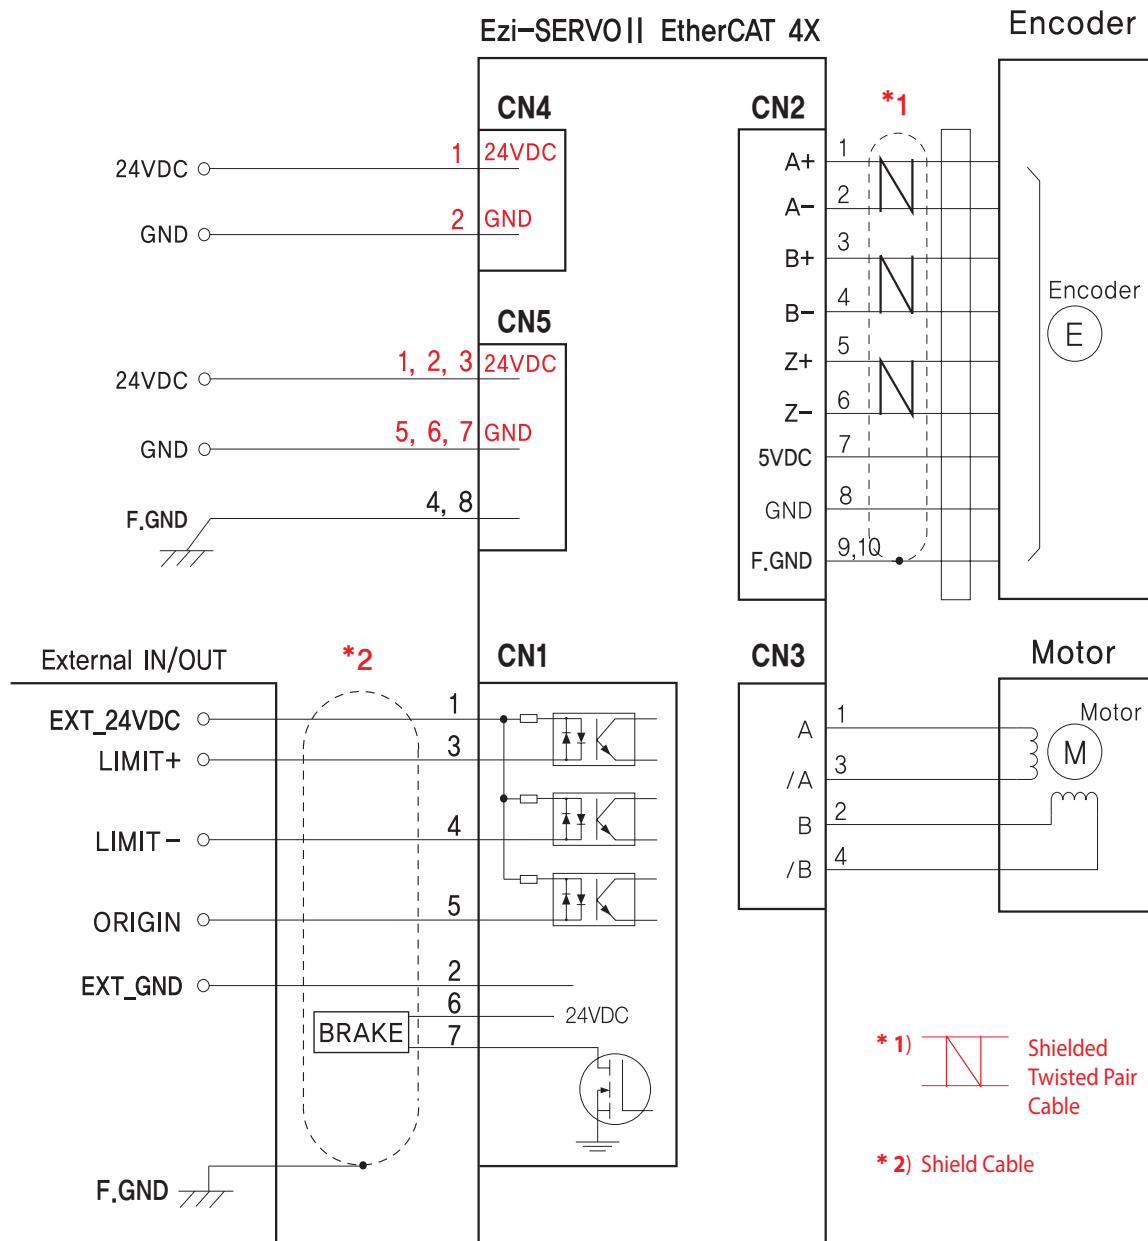 Ezi-SERVOII EtherCAT 4X
Encoder
CN4
24VDC 1 24VDC
GND 2 GND
CN5
24VDC 1, 2, 3 24VDC
GND 5, 6, 7 GND
F.GND 4, 8
CN2 *1
A+ 1
A- 2
B+ 3
B- 4
Z+ 5
Z- 6
5VDC 7
GND 8
F.GND 9,10
Encoder
E
External IN/OUT *2 CN1
EXT_24VDC 1
LIMIT+ 3
LIMIT- 4
ORIGIN 5
EXT_GND 2
BRAKE 6 24VDC
7
F.GND
CN3 Motor
A 1
/A 3
B 2
/B 4
Motor
M
* 1) Shielded
Twisted Pair
Cable
* 2) Shield Cable